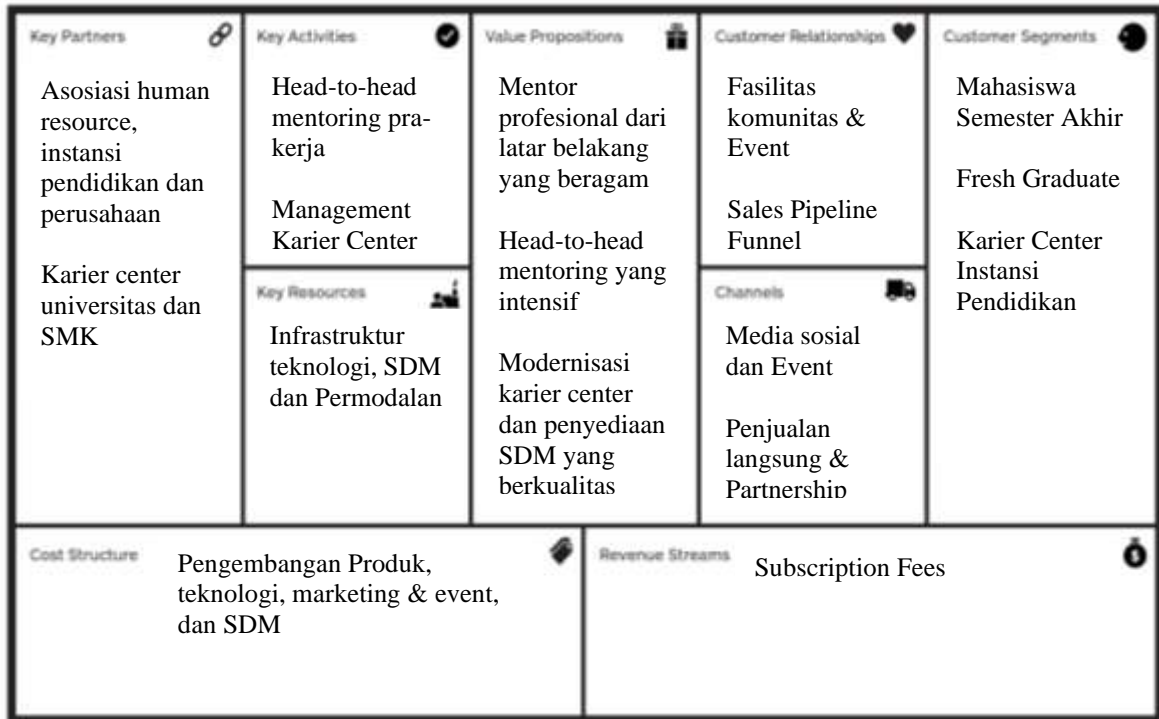 Key Partners
Asosiasi human
resource,
instansi
pendidikan dan
perusahaan
Karier center
universitas dan
SMK
Key Activities
Head-to-head
mentoring pra-
kerja
Management
Karier Center
Key Resources
Infrastruktur
teknologi, SDM
dan Permodalan
Value Propositions
Mentor
profesional dari
latar belakang
yang beragam
Head-to-head
mentoring yang
intensif
Modernisasi
karier center
dan penyediaan
SDM yang
berkualitas
Customer Relationships
Fasilitas
komunitas &
Event
Sales Pipeline
Funnel
Channels
Media sosial
dan Event
Penjualan
langsung &
Partnership
Customer Segments
Mahasiswa
Semester Akhir
Fresh Graduate
Karier Center
Instansi
Pendidikan
Cost Structure
Pengembangan Produk,
teknologi, marketing & event,
dan SDM
Revenue Streams
Subscription Fees